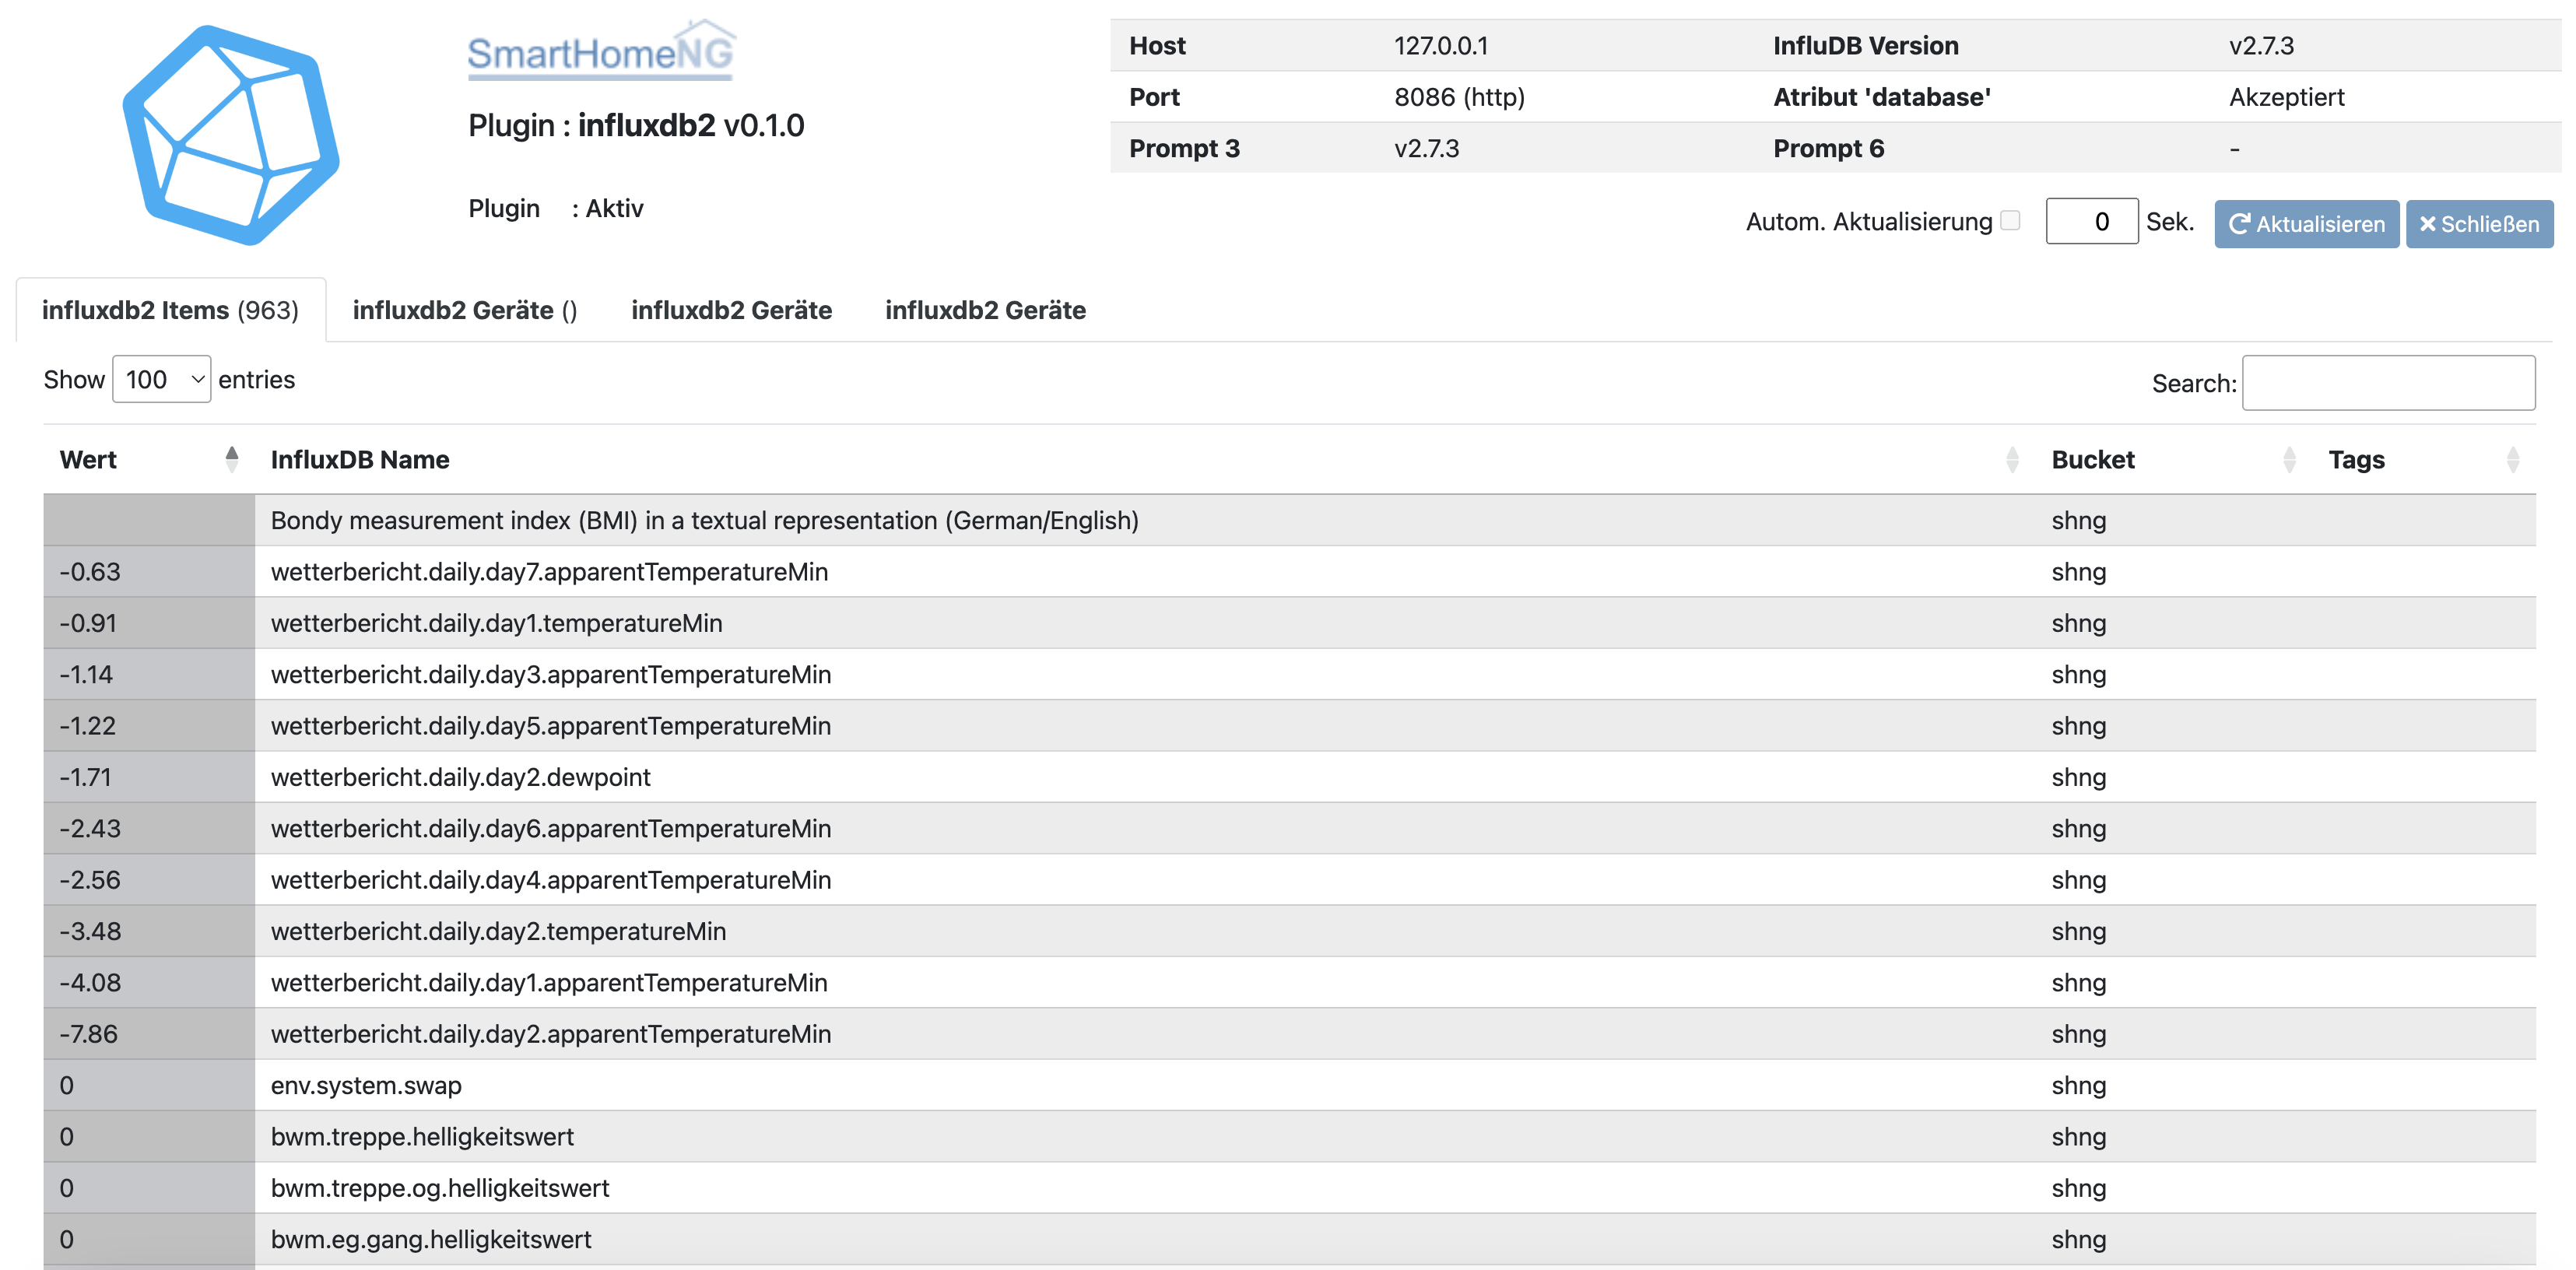 SmartHomeNG
Plugin : influxdb2 v0.1.0
Plugin : Aktiv
Host 127.0.0.1 InfluDB Version v2.7.3
Port 8086 (http) Atribut 'database' Akzeptiert
Prompt 3 v2.7.3 Prompt 6 -
Autom. Aktualisierung 0 Sek. Aktualisieren Schließen
influxdb2 Items (963) influxdb2 Geräte () influxdb2 Geräte influxdb2 Geräte
Show 100 entries Search:
Wert InfluxDB Name Bucket Tags
Bondy measurement index (BMI) in a textual representation (German/English) shng
-0.63 wetterbericht.daily.day7.apparentTemperatureMin shng
-0.91 wetterbericht.daily.day1.temperatureMin shng
-1.14 wetterbericht.daily.day3.apparentTemperatureMin shng
-1.22 wetterbericht.daily.day5.apparentTemperatureMin shng
-1.71 wetterbericht.daily.day2.dewpoint shng
-2.43 wetterbericht.daily.day6.apparentTemperatureMin shng
-2.56 wetterbericht.daily.day4.apparentTemperatureMin shng
-3.48 wetterbericht.daily.day2.temperatureMin shng
-4.08 wetterbericht.daily.day1.apparentTemperatureMin shng
-7.86 wetterbericht.daily.day2.apparentTemperatureMin shng
0 env.system.swap shng
0 bwm.treppe.helligkeitswert shng
0 bwm.treppe.og.helligkeitswert shng
0 bwm.eg.gang.helligkeitswert shng